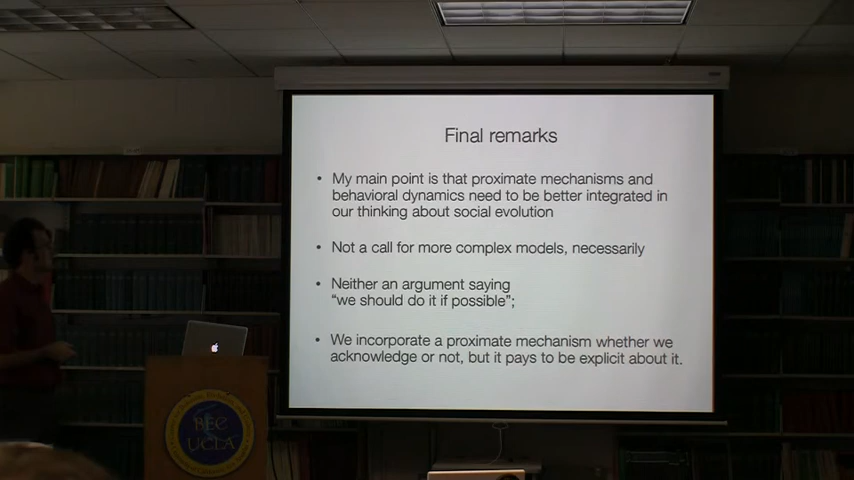 Final remarks
• My main point is that proximate mechanisms and
behavioral dynamics need to be better integrated in
our thinking about social evolution
• Not a call for more complex models, necessarily
• Neither an argument saying
“we should do it if possible”;
• We incorporate a proximate mechanism whether we
acknowledge or not, but it pays to be explicit about it.
BEC
UCLA